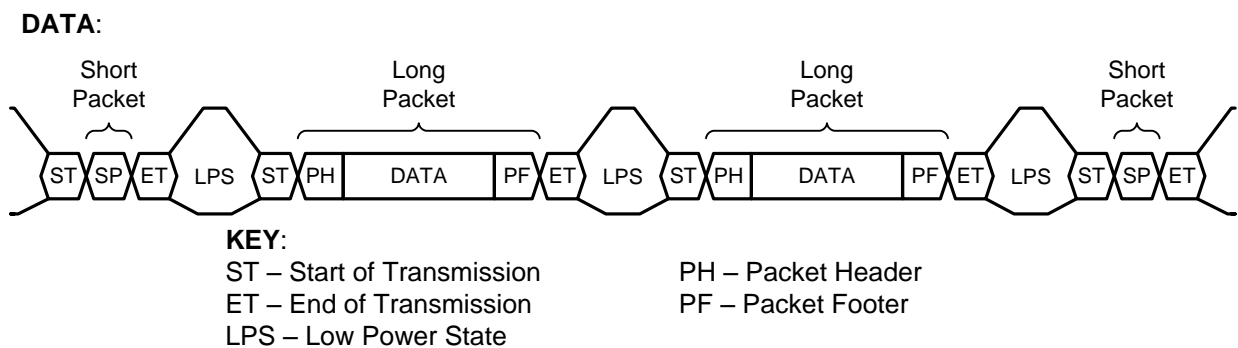 DATA:
Short Packet
Long Packet
Long Packet
Short Packet
ST SP ET LPS ST PH DATA PF ET LPS ST PH DATA PF ET LPS ST SP ET
KEY:
ST – Start of Transmission
PH – Packet Header
ET – End of Transmission
PF – Packet Footer
LPS – Low Power State